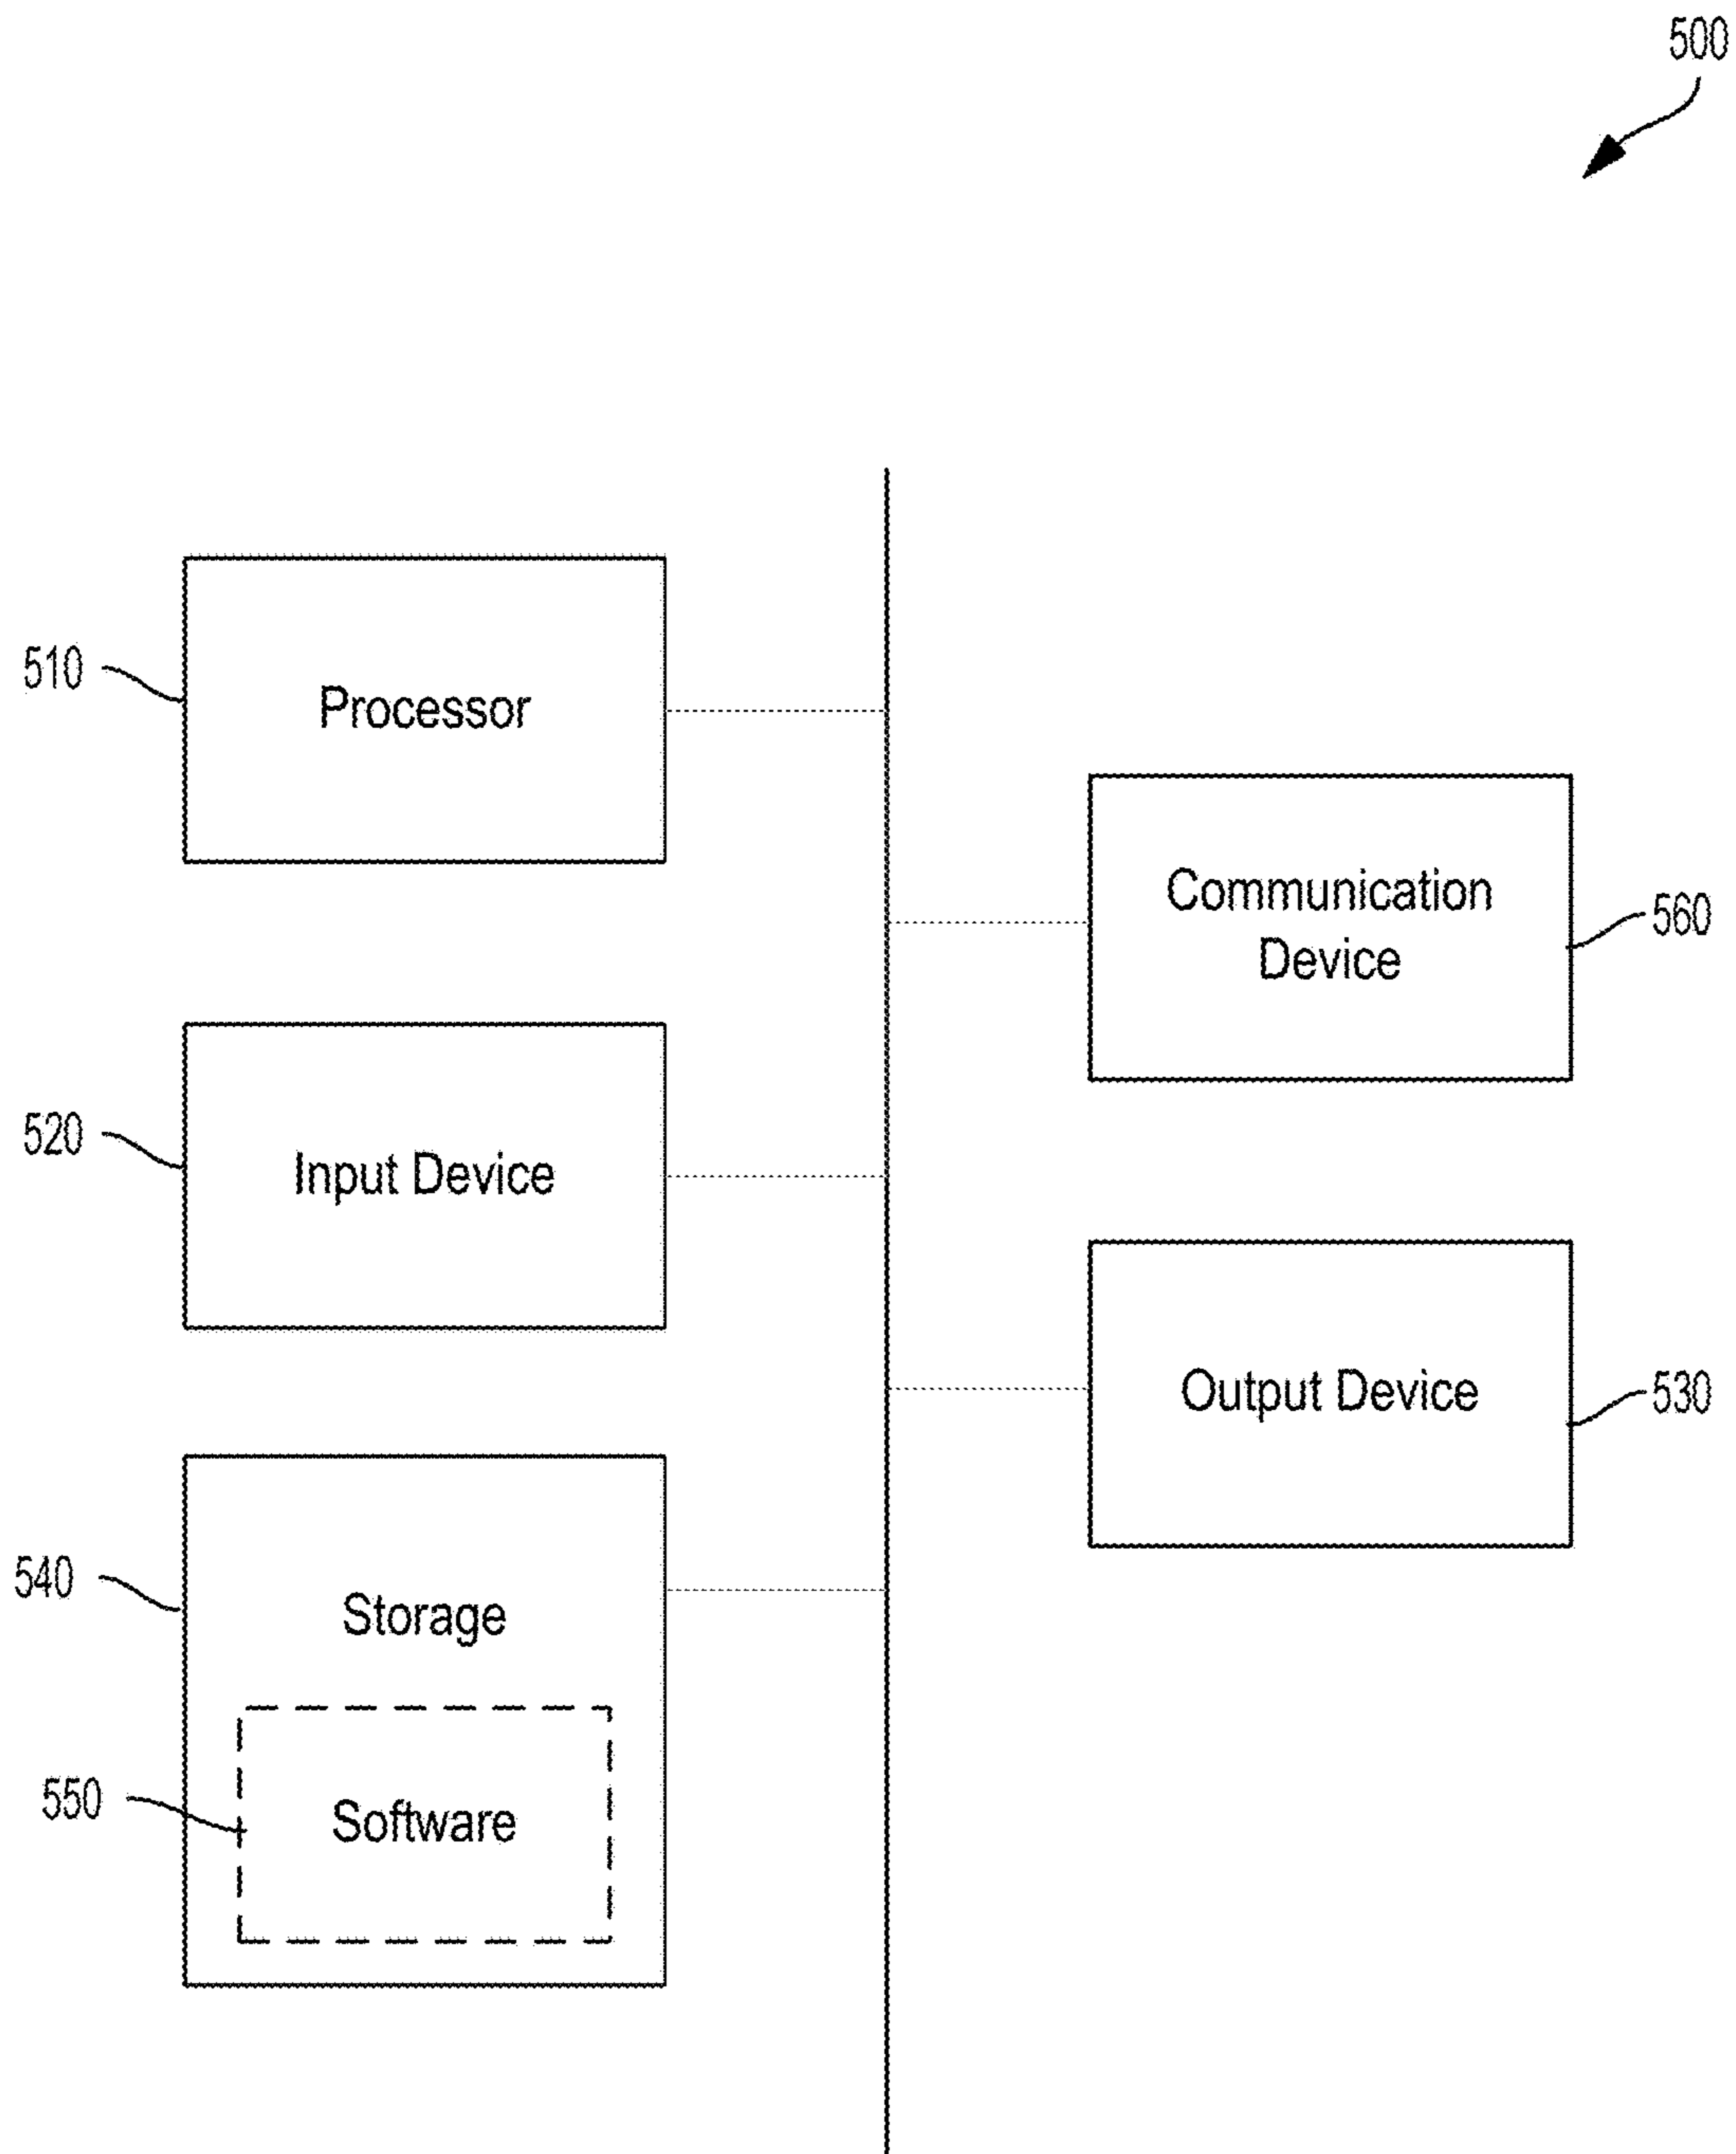 500
510
Processor
Communication
Device
560
520
Input Device
Output Device
530
540
Storage
550
Software